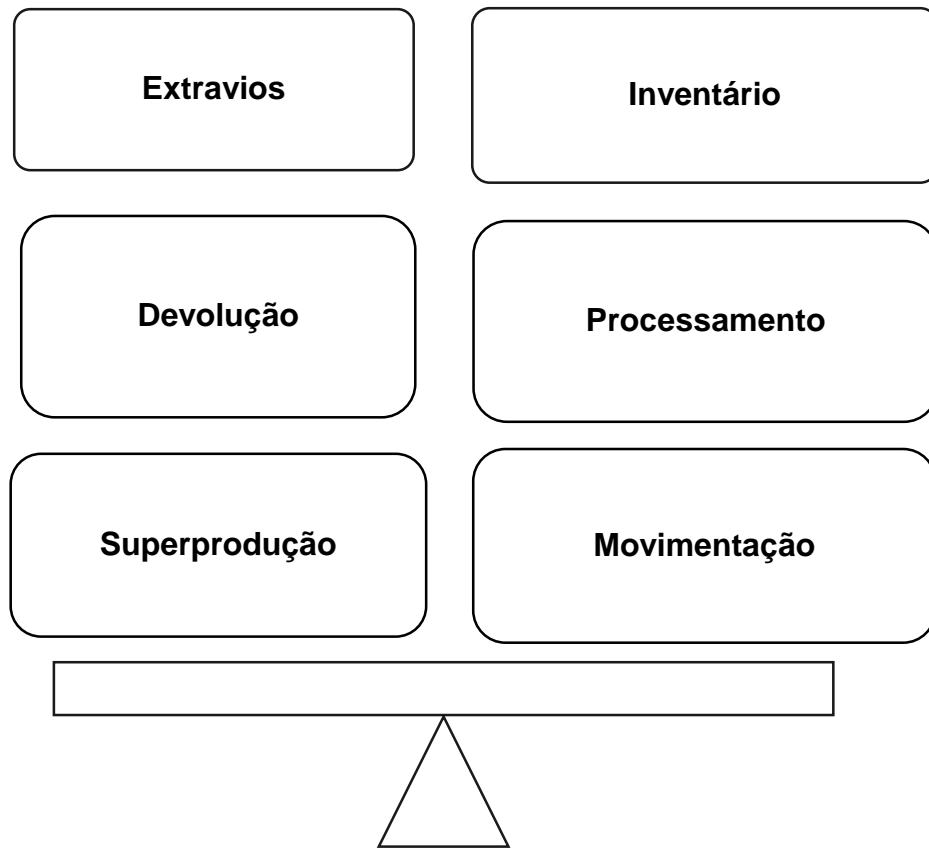 Extravios
Inventário
Devolução
Processamento
Superprodução
Movimentação